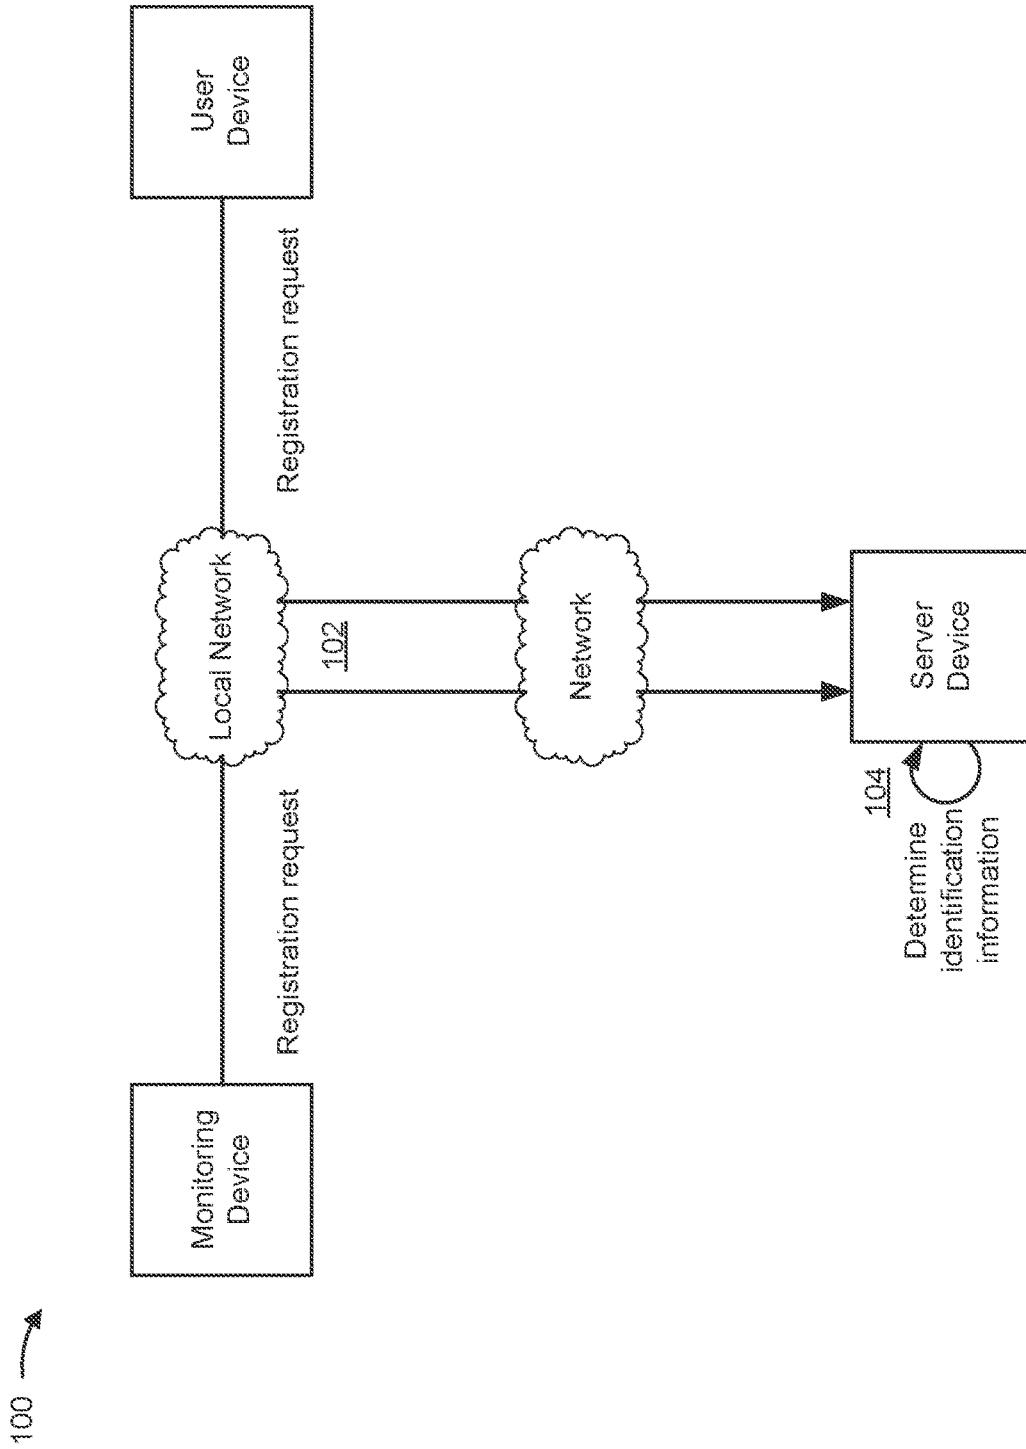 100
Monitoring
Device
Registration request
Local Network
102
Registration request
User
Device
Network
104
Determine
identification
information
Server
Device